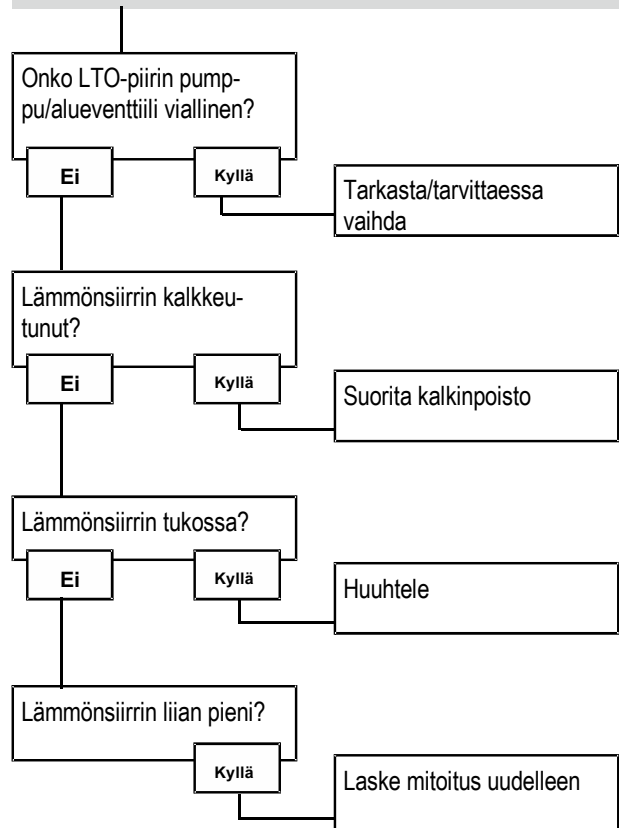 Onko LTO-piirin pump-
pu/alueventtiili viallinen?
Ei
Kyllä
Tarkasta/tarvittaessa
vaihda
Lämmönsiirrin kalkkeu-
tunut?
Ei
Kyllä
Suorita kalkinpoisto
Lämmönsiirrin tukossa?
Ei
Kyllä
Huuhtele
Lämmönsiirrin liian pieni?
Kyllä
Laske mitoitus uudelleen